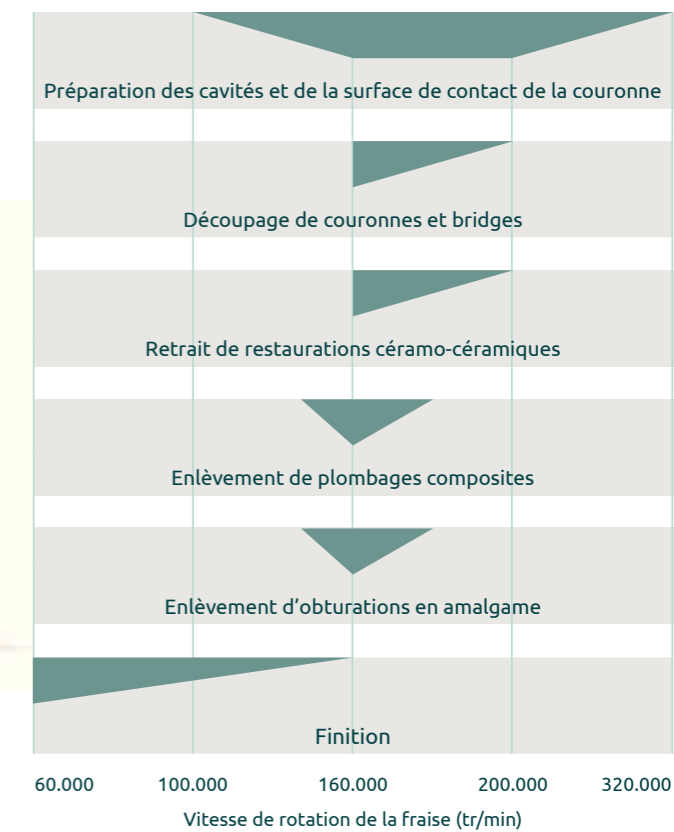 Préparation des cavités et de la surface de contact de la couronne
Découpage de couronnes et bridges
Retrait de restaurations céramo-céramiques
Enlèvement de plombages composites
Enlèvement d’obturations en amalgame
Finition
60.000 100.000 160.000 200.000 320.000
Vitesse de rotation de la fraise (tr/min)